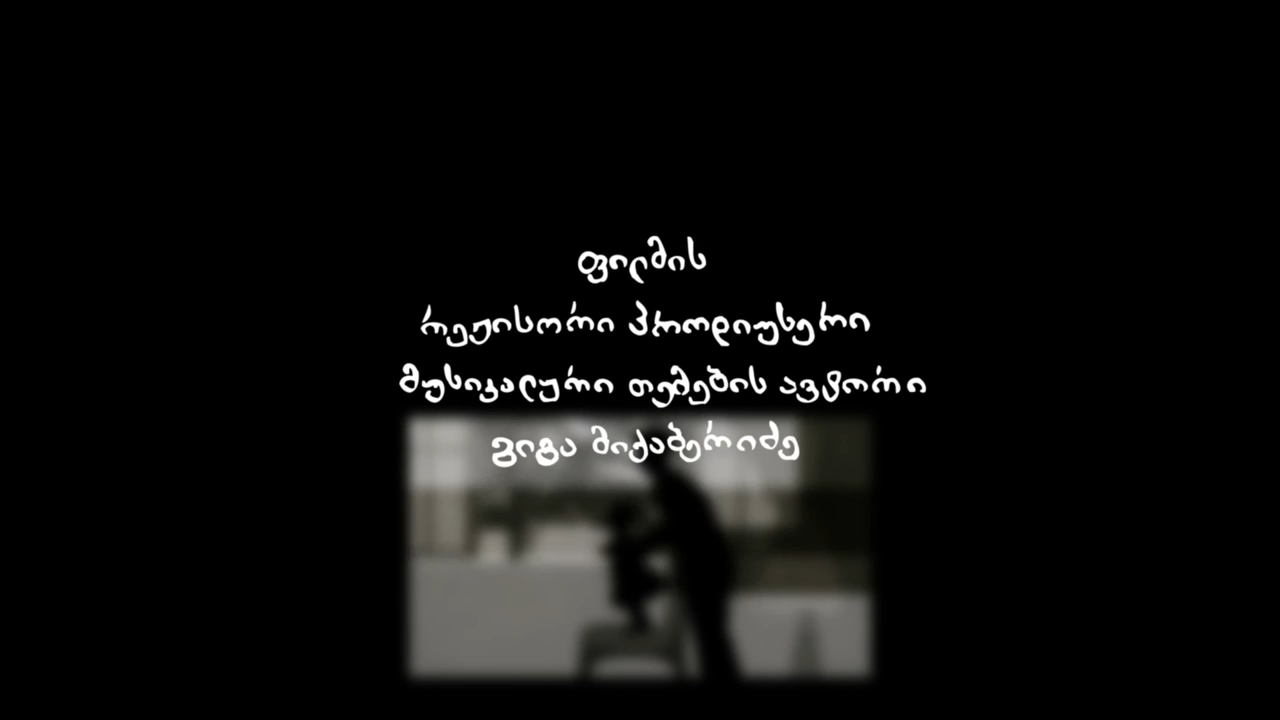 ფილმის
რეჟისორი პროდიუსერი
მუსიკალური თემების ავტორი
გიგა მიქაბერიძე